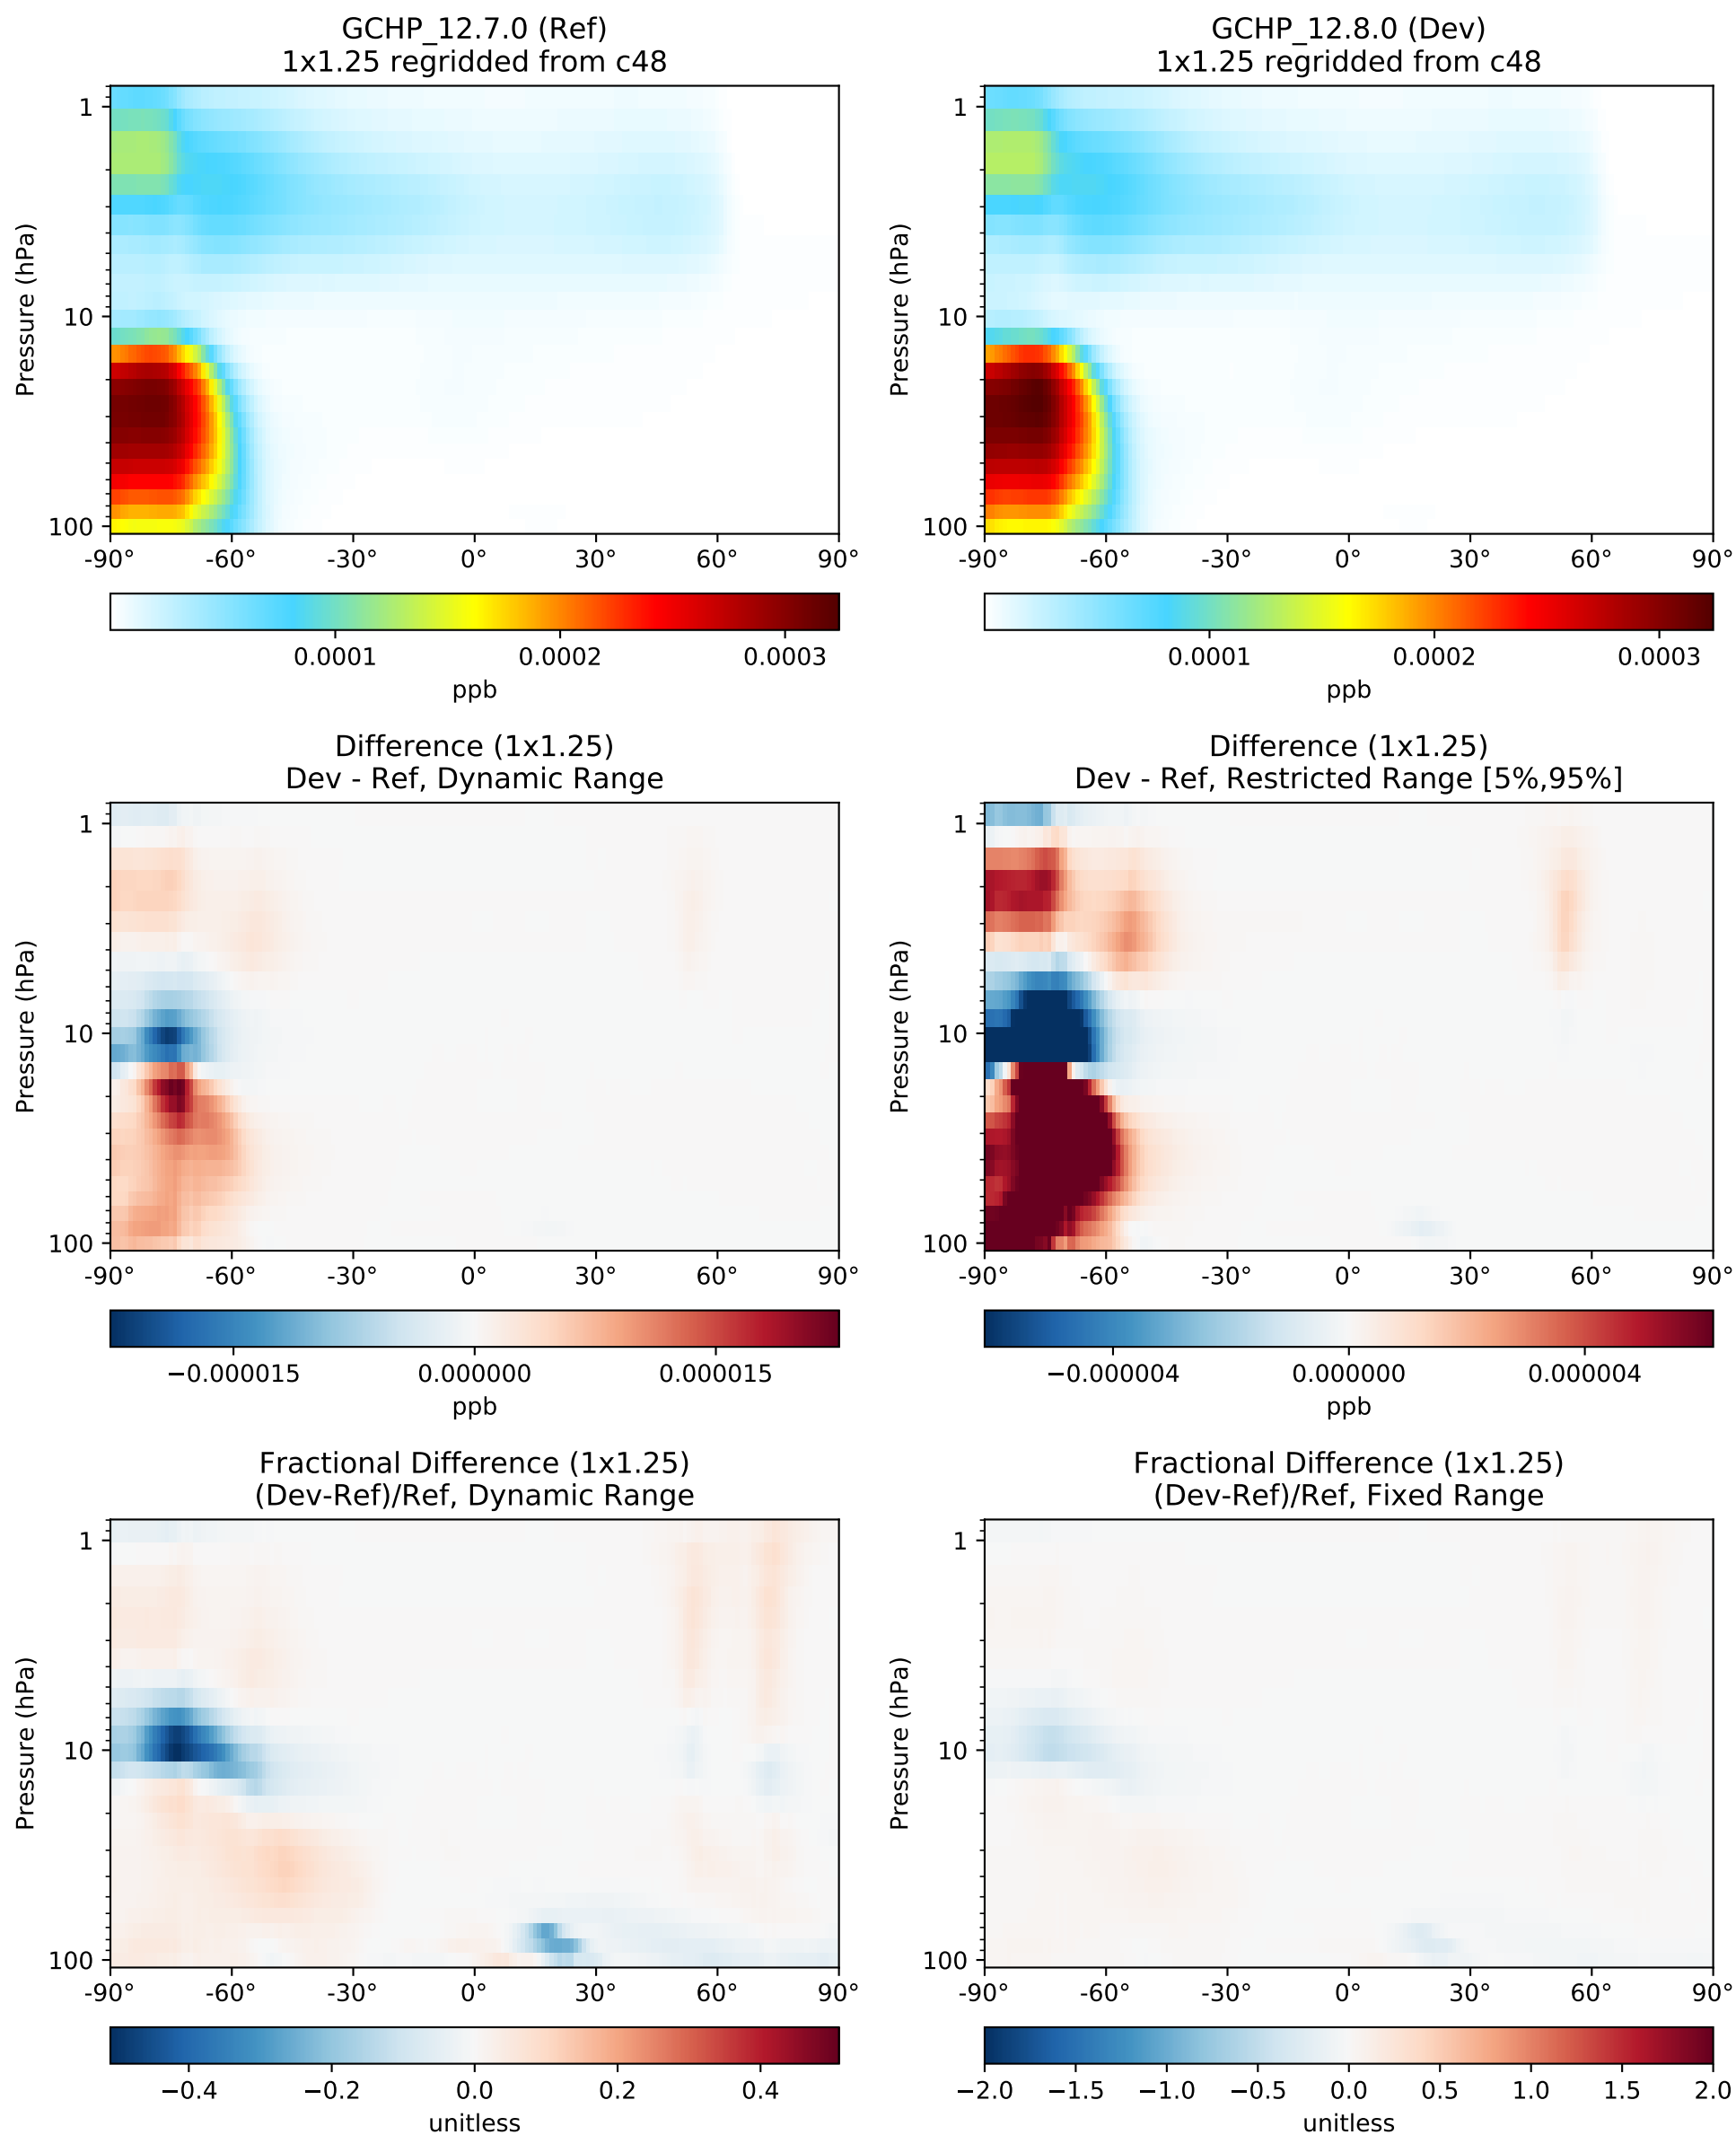 GCHP_12.7.0 (Ref)
1x1.25 regridded from c48
GCHP_12.8.0 (Dev)
1x1.25 regridded from c48
Pressure (hPa)
1
10
100
-90° -60° -30° 0° 30° 60° 90°
0.0001 0.0002 0.0003
ppb
Pressure (hPa)
1
10
100
-90° -60° -30° 0° 30° 60° 90°
0.0001 0.0002 0.0003
ppb
Difference (1x1.25)
Dev - Ref, Dynamic Range
Difference (1x1.25)
Dev - Ref, Restricted Range [5%,95%]
Pressure (hPa)
1
10
100
-90° -60° -30° 0° 30° 60° 90°
−0.000015 0.000000 0.000015
ppb
Pressure (hPa)
1
10
100
-90° -60° -30° 0° 30° 60° 90°
−0.000004 0.000000 0.000004
ppb
Fractional Difference (1x1.25)
(Dev-Ref)/Ref, Dynamic Range
Fractional Difference (1x1.25)
(Dev-Ref)/Ref, Fixed Range
Pressure (hPa)
1
10
100
-90° -60° -30° 0° 30° 60° 90°
−0.4 −0.2 0.0 0.2 0.4
unitless
Pressure (hPa)
1
10
100
-90° -60° -30° 0° 30° 60° 90°
−2.0 −1.5 −1.0 −0.5 0.0 0.5 1.0 1.5 2.0
unitless